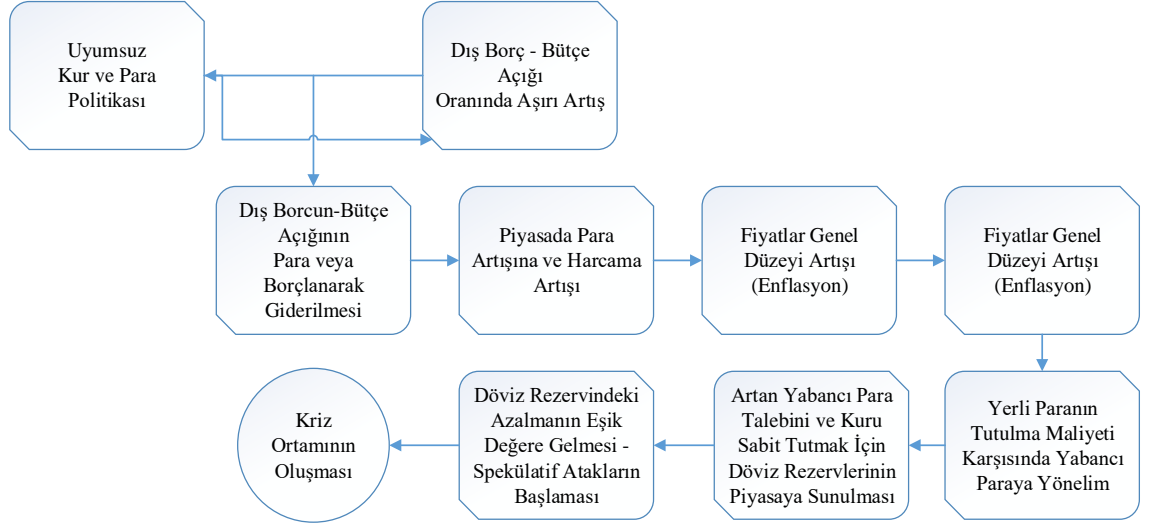 Uyumsuz
Kur ve Para
Politikası
Dış Borç - Bütçe
Açığı
Oranında Aşırı Artış
Dış Borcun-Bütçe
Açığının
Para veya
Borçlanarak
Giderilmesi
Piyasada Para
Artışına ve Harcama
Artışı
Fiyatlar Genel
Düzeyi Artışı
(Enflasyon)
Fiyatlar Genel
Düzeyi Artışı
(Enflasyon)
Yerli Paranın
Tutulma Maliyeti
Karşısında Yabancı
Paraya Yönelim
Artan Yabancı Para
Talebini ve Kuru
Sabit Tutmak İçin
Döviz Rezervlerinin
Piyasaya Sunulması
Döviz Rezervindeki
Azalmanın Eşik
Değere Gelmesi -
Spekülatif Atakların
Başlaması
Kriz
Ortamının
Oluşması